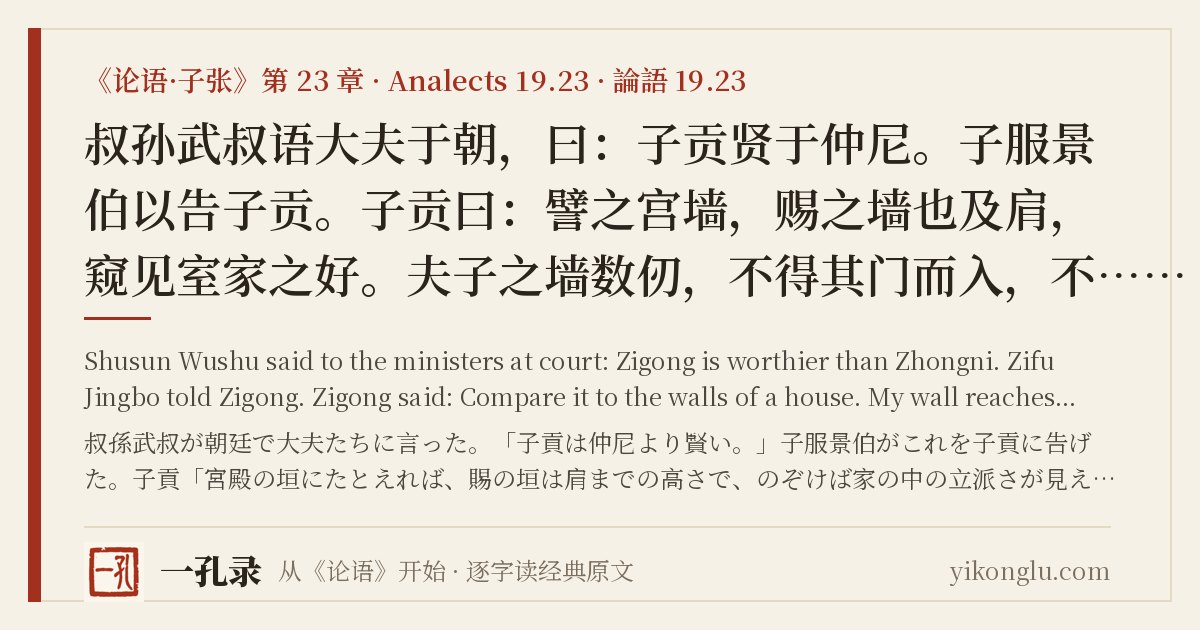 《论语·子张》第 23 章 · Analects 19.23 · 論語 19.23
叔孙武叔语大夫于朝，曰：子贡贤于仲尼。子服景
伯以告子贡。子贡曰：譬之宫墙，赐之墙也及肩，
窥见室家之好。夫子之墙数仞，不得其门而入，不……
Shusun Wushu said to the ministers at court: Zigong is worthier than Zhongni. Zifu
Jingbo told Zigong. Zigong said: Compare it to the walls of a house. My wall reaches...
叔孫武叔が朝廷で大夫たちに言った。「子貢は仲尼より賢い。」子服景伯がこれを子貢に告げ
た。子貢「宮殿の垣にたとえれば、賜の垣は肩までの高さで、のぞけば家の中の立派さが見え…
一孔
一孔录 从《论语》开始 · 逐字读经典原文 yikonglu.com